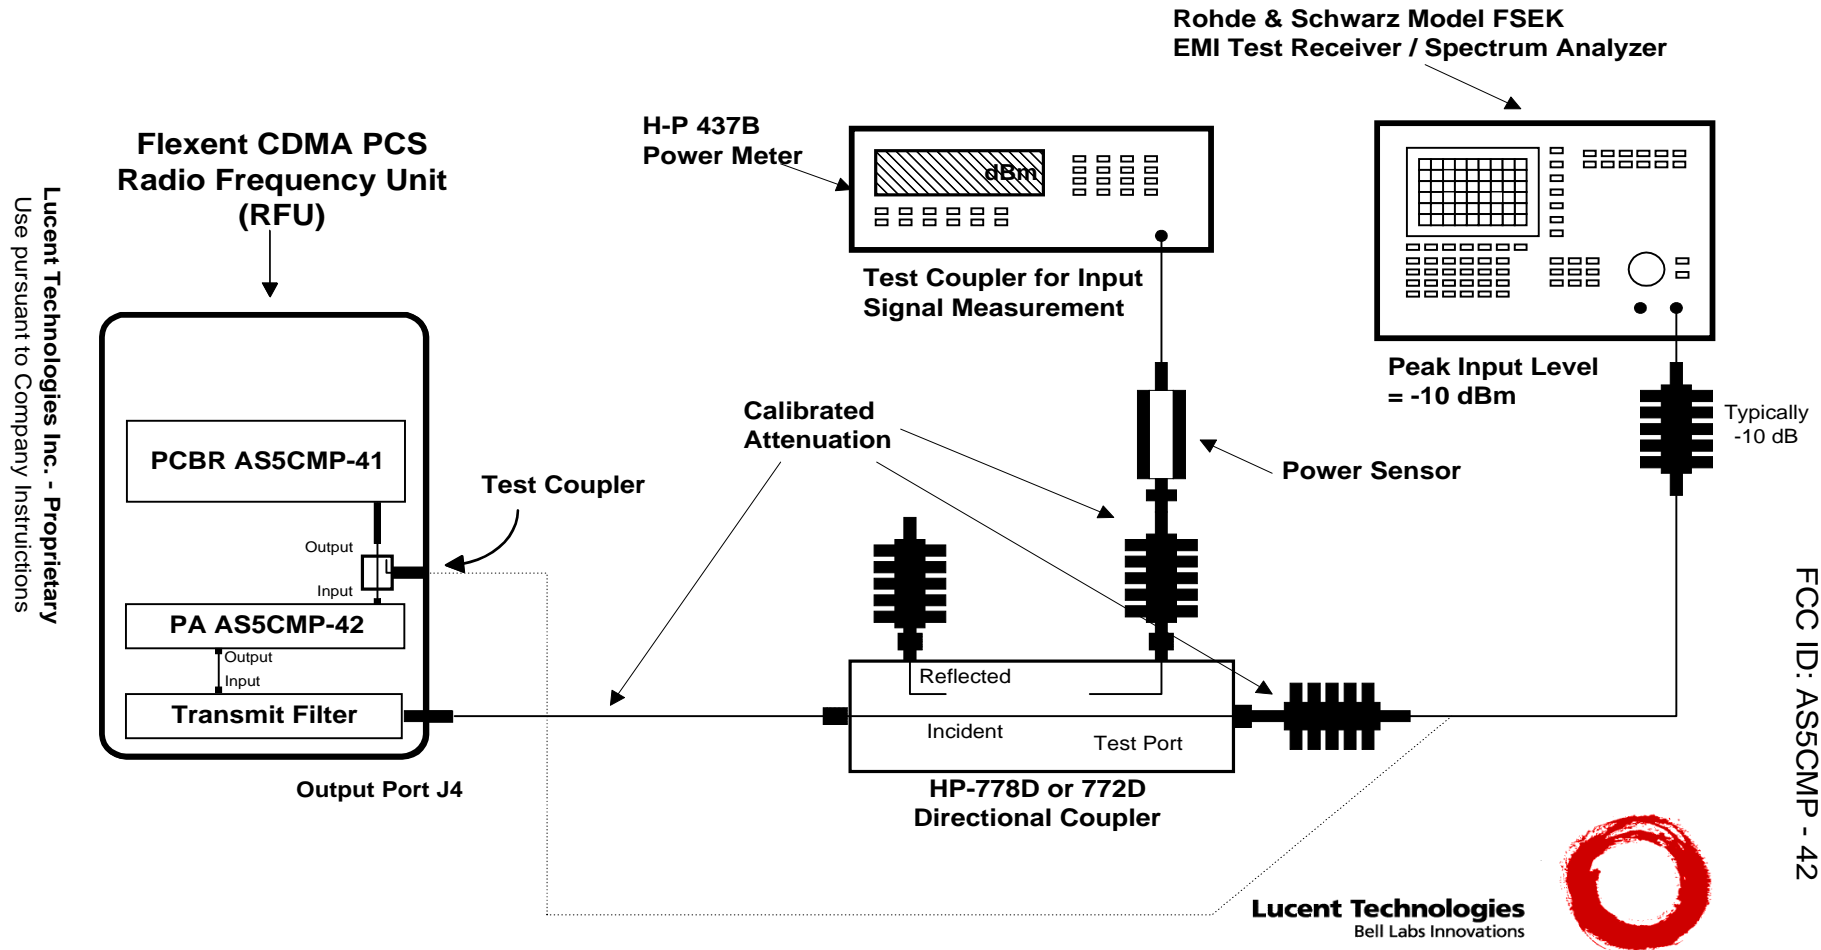 Rohde & Schwarz Model FSEK
EMI Test Receiver / Spectrum Analyzer
H-P 437B
Power Meter
dBm
Flexent CDMA PCS
Radio Frequency Unit
(RFU)
Lucent Technologies Inc. - Proprietary
Use pursuant to Company Instruictions
Test Coupler for Input
Signal Measurement
Peak Input Level
= -10 dBm
Typically
-10 dB
Calibrated
Attenuation
Power Sensor
PCBR AS5CMP-41
Test Coupler
Output
Input
PA AS5CMP-42
Output
Input
Transmit Filter
Output Port J4
Reflected
Incident
Test Port
HP-778D or 772D
Directional Coupler
FCC ID: AS5CMP - 42
Lucent Technologies
Bell Labs Innovations